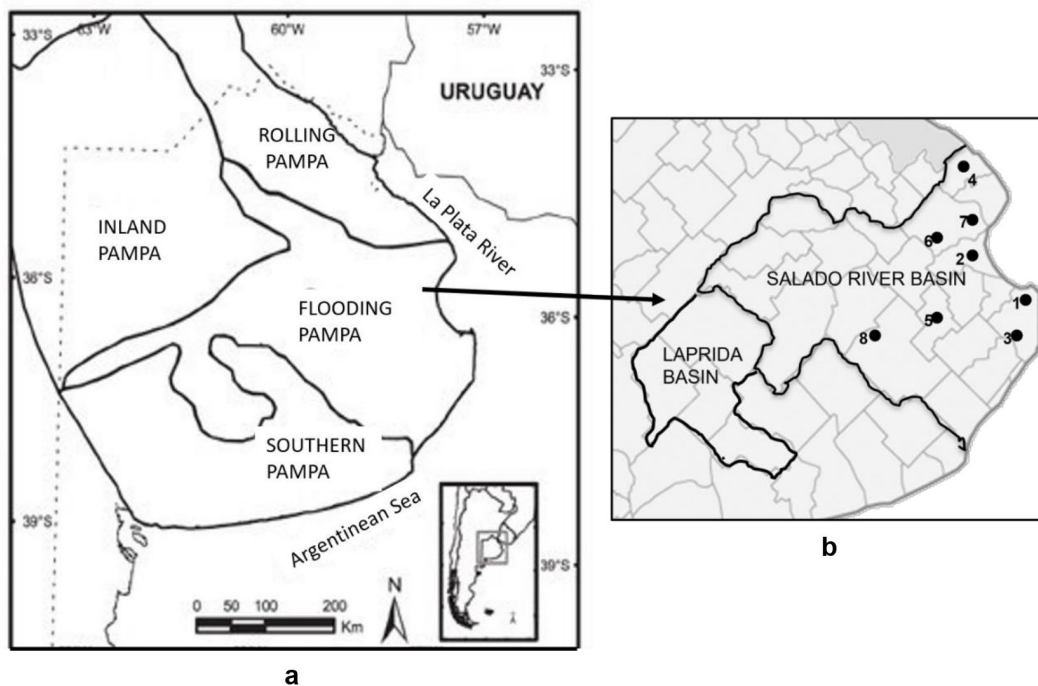 63°W 60°W 57°W
33°S
33°S
URUGUAY
ROLLING
PAMPA
La Plata River
INLAND
PAMPA
36°S
36°S
FLOODING
PAMPA
SOUTHERN
PAMPA
Argentinean Sea
39°S
39°S
N
0 50 100 200
Km
a
4
7
6
2
SALADO RIVER BASIN
1
5
3
8
LAPRIDA
BASIN
b